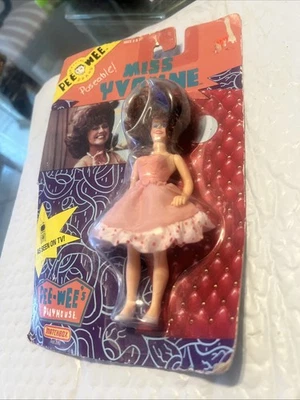 PEE-WEE
Poseable!
MISS
YVONNE
AS SEEN ON TV!
PEE-WEE'S
PLAYHOUSE
MATCHBOX